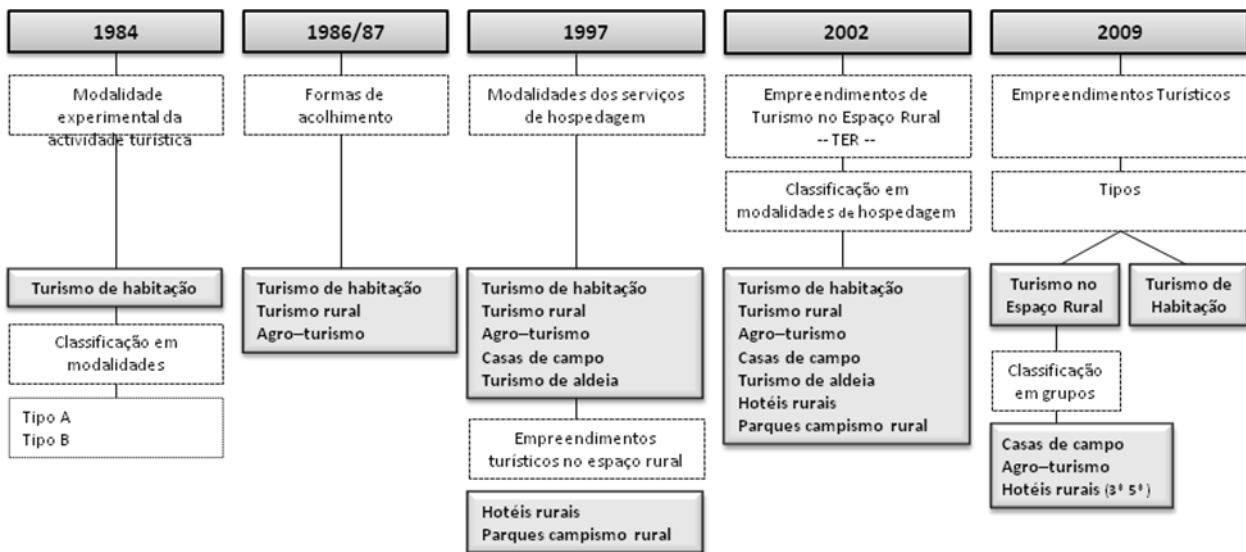 1984
Modalidade
experimental da
actividade turística
Turismo de habitação
Classificação em
modalidades
Tipo A
Tipo B
1986/87
Formas de
acolhimento
Turismo de habitação
Turismo rural
Agro–turismo
1997
Modalidades dos serviços
de hospedagem
Turismo de habitação
Turismo rural
Agro–turismo
Casas de campo
Turismo de aldeia
Empreendimentos
turísticos no espaço rural
Hotéis rurais
Parques campismo rural
2002
Empreendimentos de
Turismo no Espaço Rural
-- TER --
Classificação em
modalidades de hospedagem
Turismo de habitação
Turismo rural
Agro–turismo
Casas de campo
Turismo de aldeia
Hotéis rurais
Parques campismo rural
2009
Empreendimentos Turísticos
Tipos
Turismo no
Espaço Rural
Turismo de
Habitação
Classificação
em grupos
Casas de campo
Agro–turismo
Hotéis rurais (3* 5*)